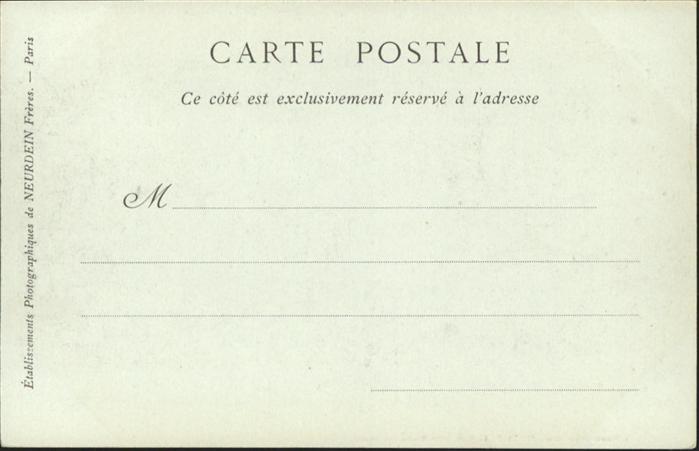 CARTE POSTALE
Ce côté est exclusivement réservé à l'adresse
M
Établissements Photographiques de NEURDEIN Frères. — Paris